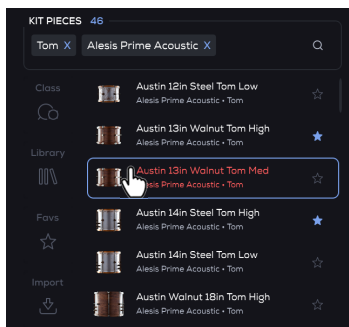 KIT PIECES 46
Tom X Alesis Prime Acoustic X
Class
Library
Favs
Import
Austin 12in Steel Tom Low
Alesis Prime Acoustic • Tom
Austin 13in Walnut Tom High
Alesis Prime Acoustic • Tom
Austin 13in Walnut Tom Med
Alesis Prime Acoustic • Tom
Austin 14in Steel Tom High
Alesis Prime Acoustic • Tom
Austin 14in Steel Tom Low
Alesis Prime Acoustic • Tom
Austin Walnut 18in Tom High
Alesis Prime Acoustic • Tom